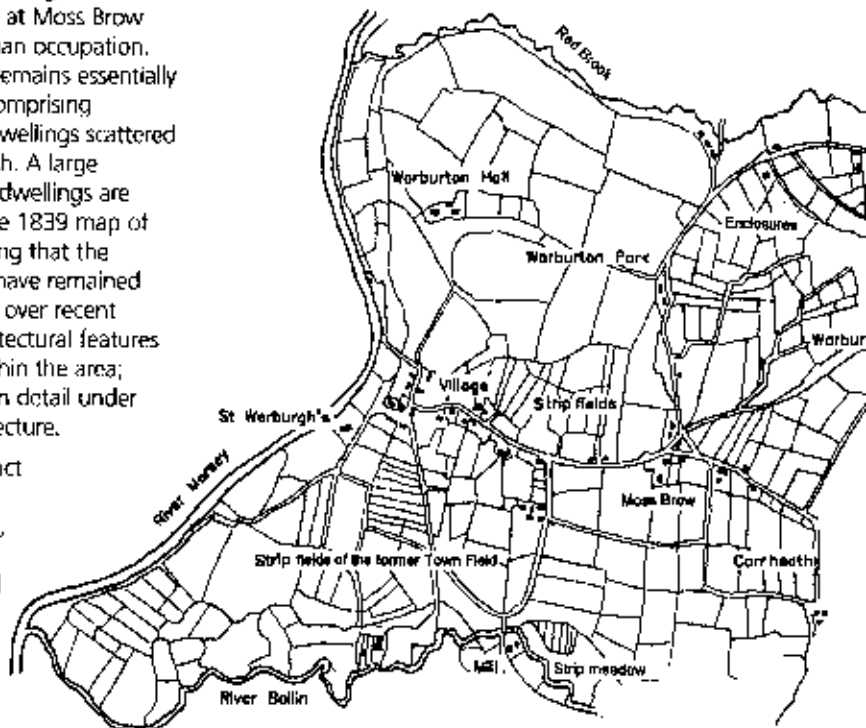 at Moss Brow
an occupation.
remains essentially
omprising
wellings scattered
h. A large
dwellings are
e 1839 map of
ng that the
have remained
over recent
tectural features
hin the area;
n detail under
ecture.
act
Red Brook
Warburton Hall
Enclosures
Warburton Park
Warbur
Village
Strip fields
St Werburgh's
River Mersey
Moss Brow
Strip fields of the former Town Field
Carr heath
Mill
Strip meadow
River Bollin